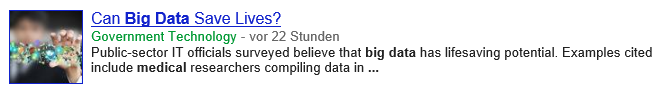 Can Big Data Save Lives?
Government Technology - vor 22 Stunden
Public-sector IT officials surveyed believe that big data has lifesaving potential. Examples cited
include medical researchers compiling data in ...